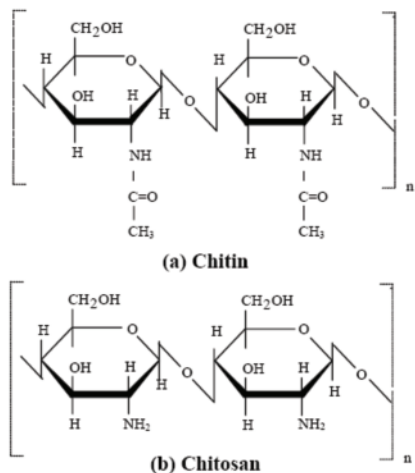 CH2OH CH2OH
H O H O
OH H H OH H H
O O
H NH H NH
C=O C=O
CH3 CH3
n
(a) Chitin
CH2OH CH2OH
H O H O
OH H H OH H H
O O
H NH2 H NH2
n
(b) Chitosan